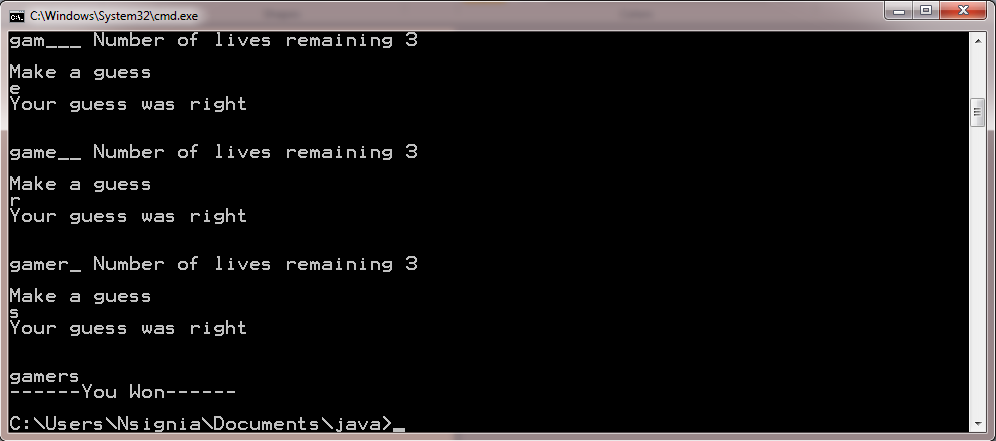 C:\Windows\System32\cmd.exe
gam___ Number of lives remaining 3
Make a guess
e
Your guess was right
game__ Number of lives remaining 3
Make a guess
r
Your guess was right
gamer_ Number of lives remaining 3
Make a guess
s
Your guess was right
gamers
------You Won------
C:\Users\Nsignia\Documents\java>_